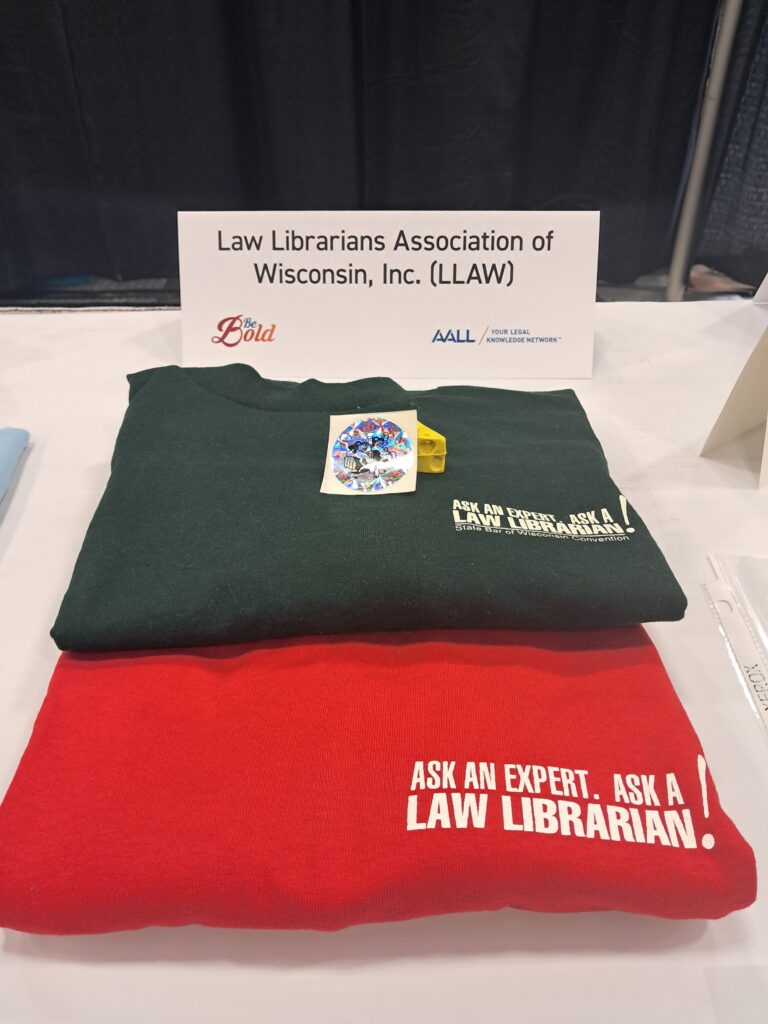 Law Librarians Association of
Wisconsin, Inc. (LLAW)
Be
Bold
AALL / YOUR LEGAL
KNOWLEDGE NETWORK™
ASK AN EXPERT. ASK A
LAW LIBRARIAN!
State Bar of Wisconsin Convention
ASK AN EXPERT. ASK A
LAW LIBRARIAN!
XEROX